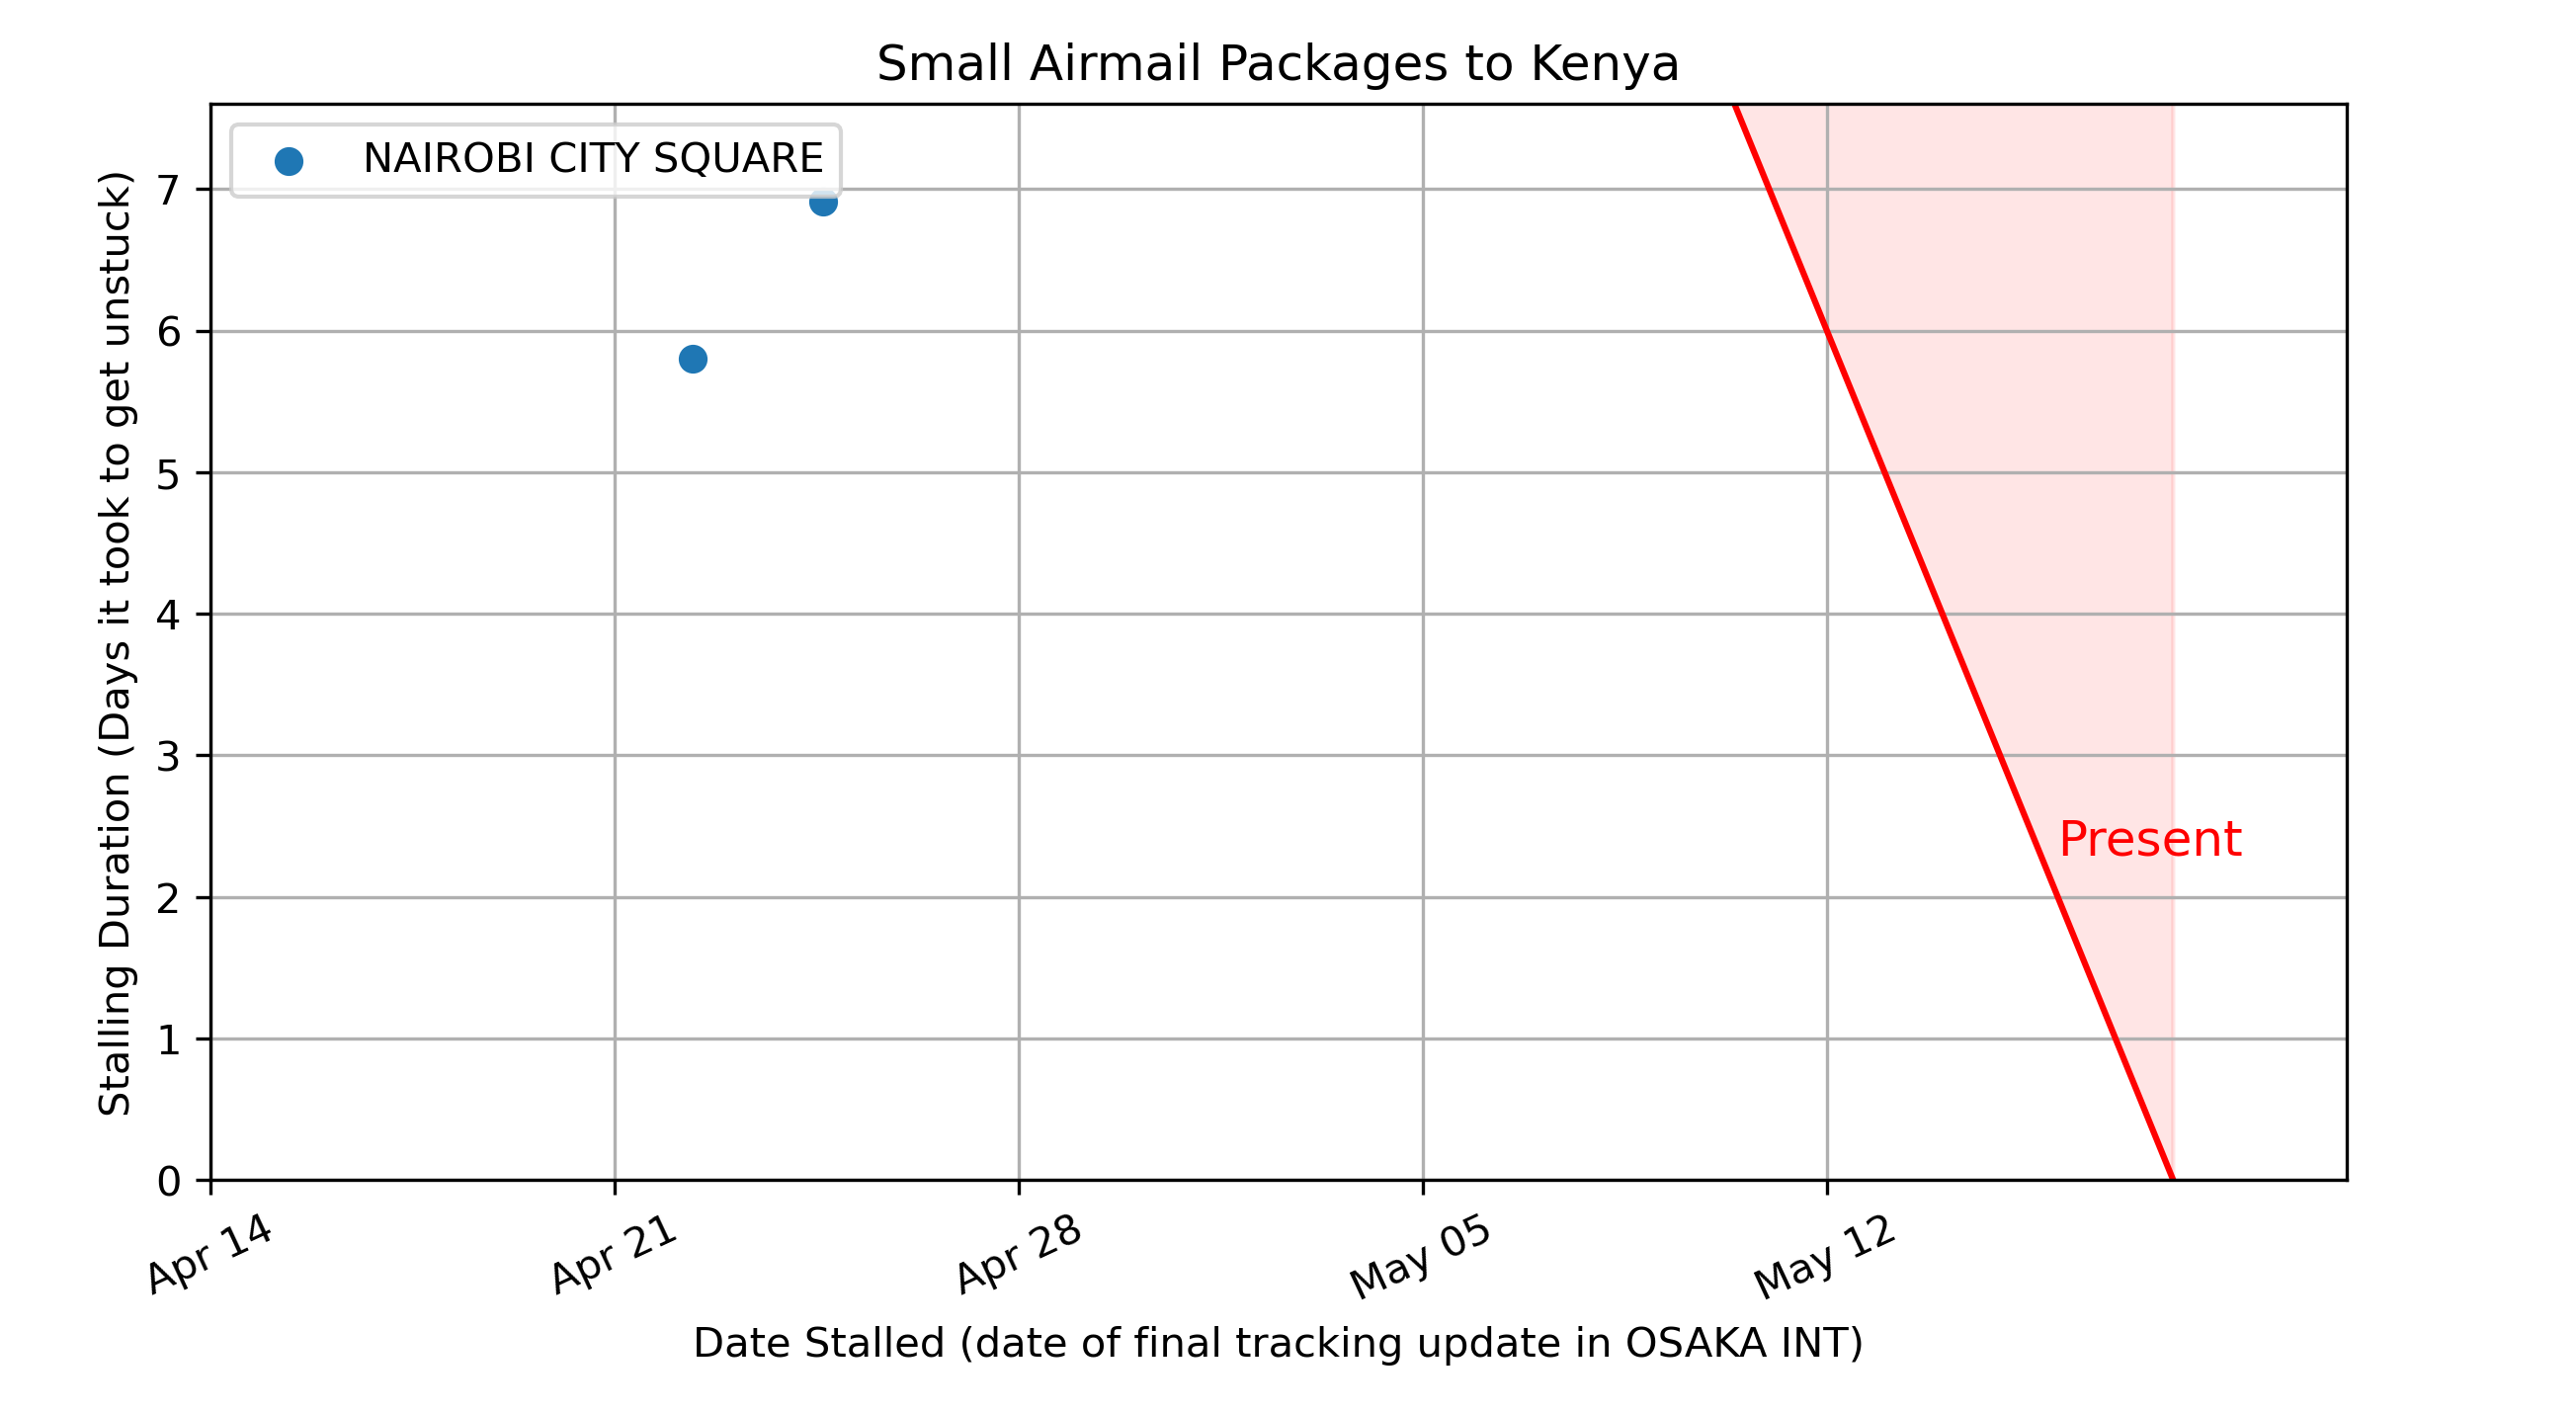 Small Airmail Packages to Kenya
NAIROBI CITY SQUARE
Stalling Duration (Days it took to get unstuck)
7
6
5
4
3
2
1
0
Present
Apr 14
Apr 21
Apr 28
May 05
May 12
Date Stalled (date of final tracking update in OSAKA INT)